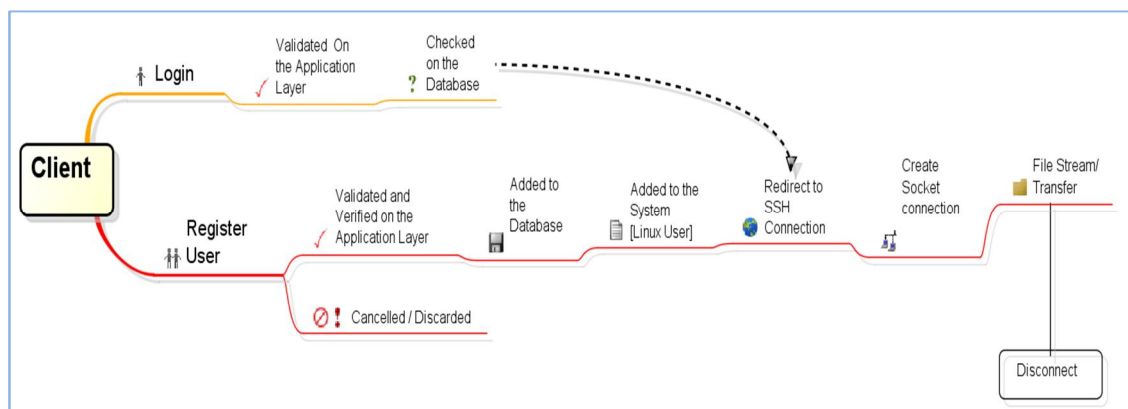 Client
Login
Validated On
the Application
Layer
Checked
on the
Database
Register
User
Validated and
Verified on the
Application Layer
Added to
the
Database
Added to the
System
[Linux User]
Redirect to
SSH
Connection
Create
Socket
connection
File Stream/
Transfer
Cancelled / Discarded
Disconnect